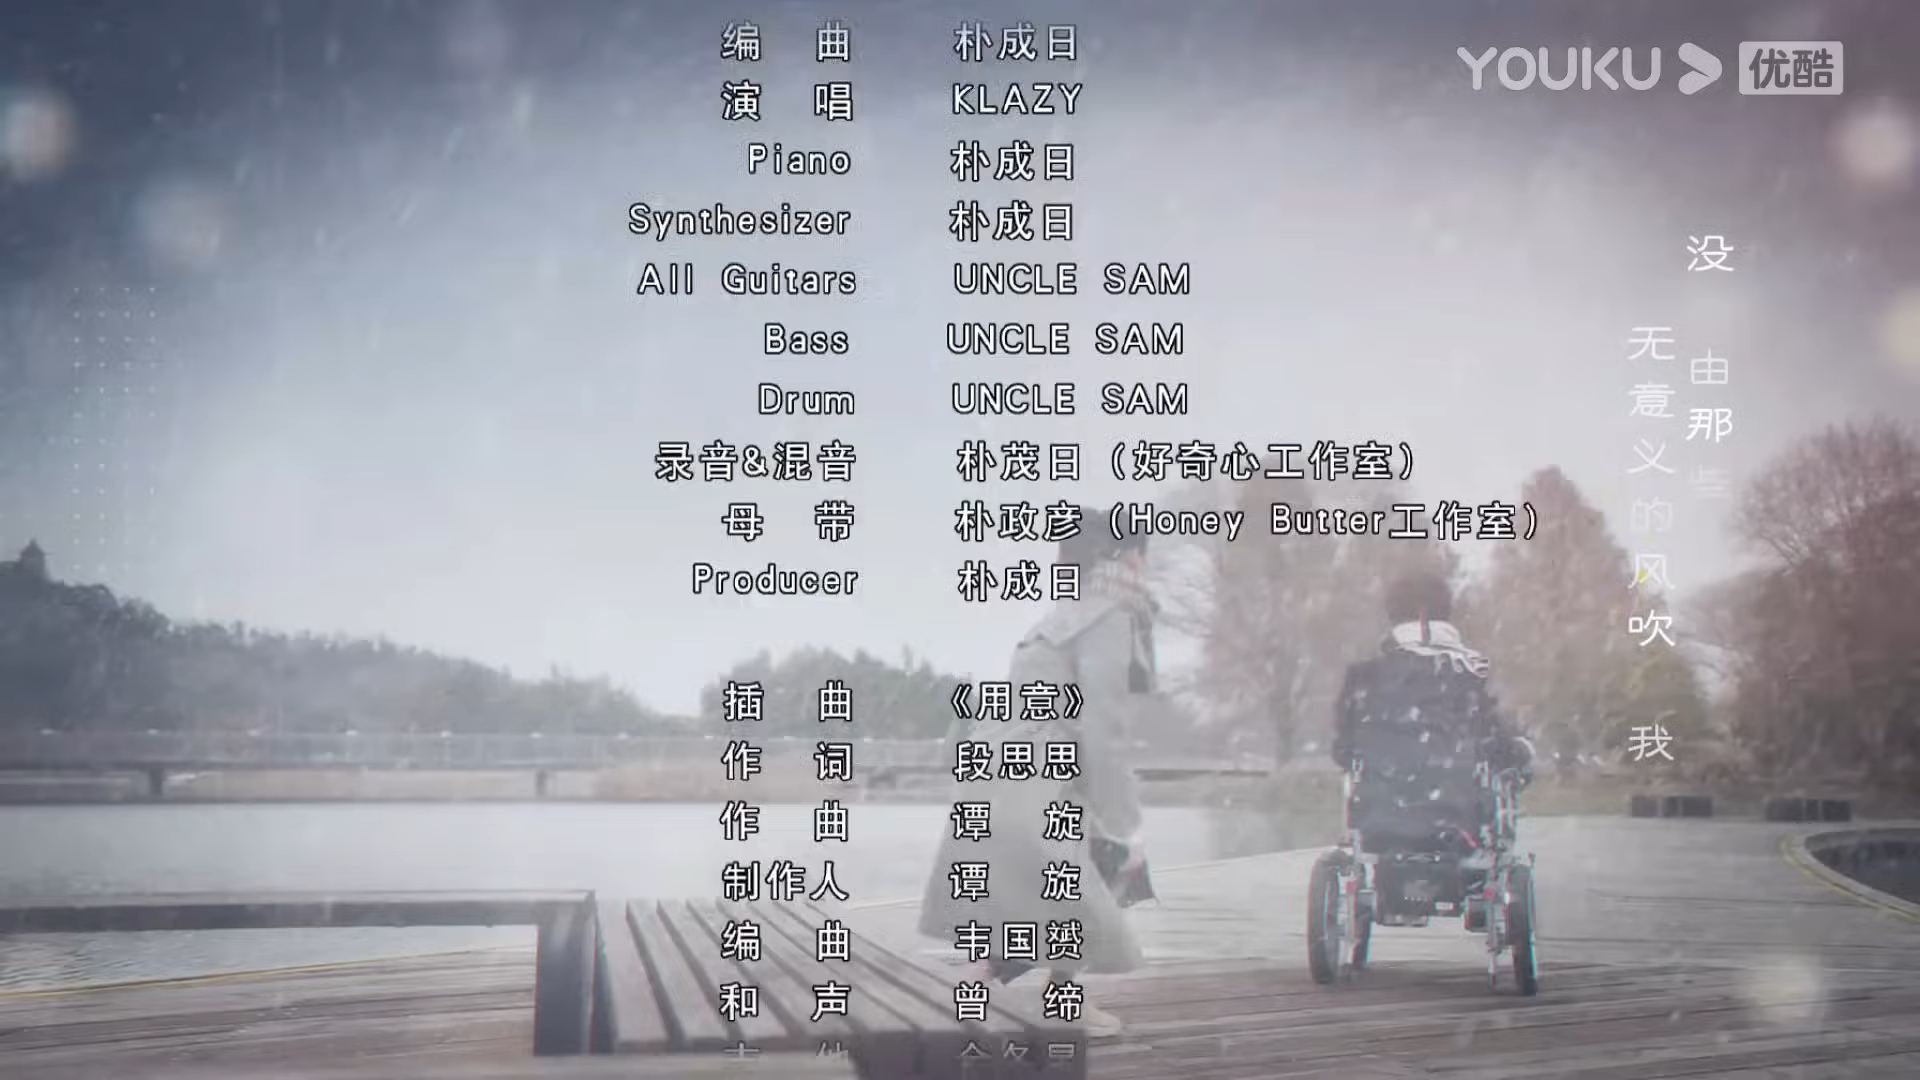 编曲 朴成日
YOUKU 优酷
演唱 KLAZY
Piano 朴成日
Synthesizer 朴成日
All Guitars UNCLE SAM
Bass UNCLE SAM
Drum UNCLE SAM
录音&混音 朴茂日（好奇心工作室）
母带 朴政彦（Honey Butter工作室）
Producer 朴成日
插曲 《用意》
作词 段思思
作曲 谭旋
制作人 谭旋
编曲 韦国赟
和声 曾缔
没由那些
无意义的风吹 我